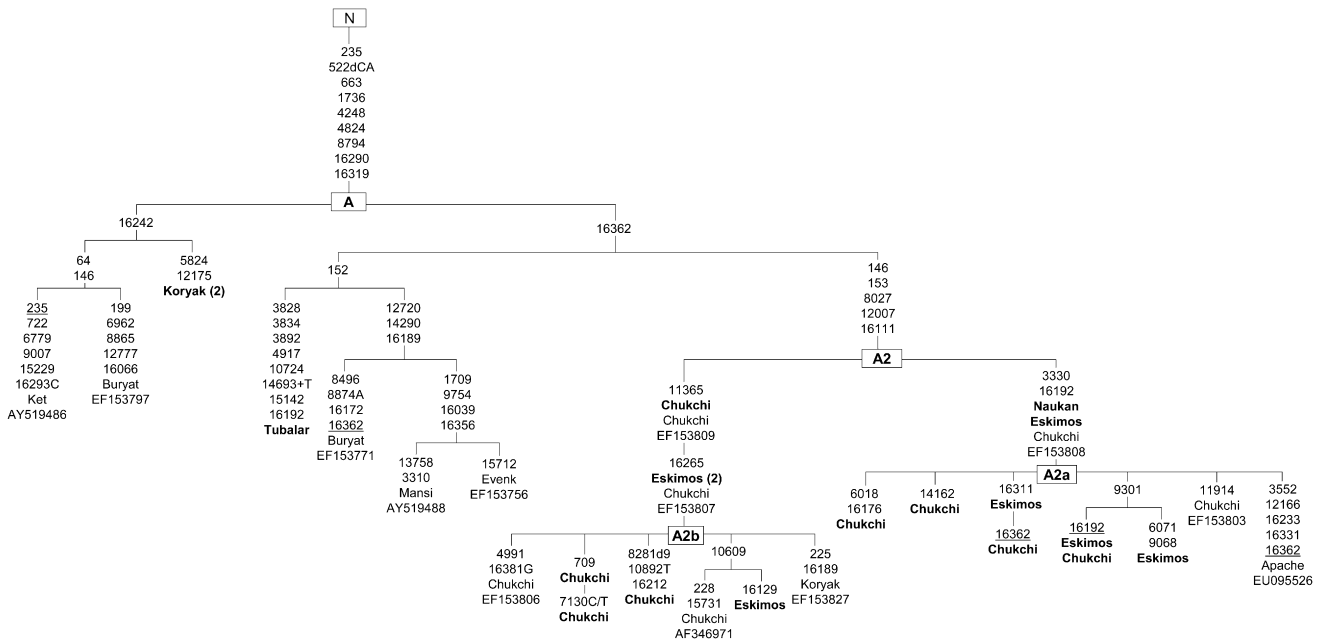 N
235
522dCA
663
1736
4248
4824
8794
16290
16319
A
16242
64
146
235
722
6779
9007
15229
16293C
Ket
AY519486
199
6962
8865
12777
16066
Buryat
EF153797
5824
12175
Koryak (2)
16362
152
3828
3834
3892
4917
10724
14693+T
15142
16192
Tubalar
12720
14290
16189
8496
8874A
16172
16362
Buryat
EF153771
1709
9754
16039
16356
13758
3310
Mansi
AY519488
15712
Evenk
EF153756
146
153
8027
12007
16111
A2
11365
Chukchi
Chukchi
EF153809
16265
Eskimos (2)
Chukchi
EF153807
A2b
4991
16381G
Chukchi
EF153806
709
Chukchi
7130C/T
Chukchi
8281d9
10892T
16212
Chukchi
10609
228
15731
Chukchi
AF346971
16129
Eskimos
225
16189
Koryak
EF153827
3330
16192
Naukan
Eskimos
Chukchi
EF153808
A2a
6018
16176
Chukchi
14162
Chukchi
16311
Eskimos
16362
Chukchi
9301
16192
Eskimos
Chukchi
6071
9068
Eskimos
11914
Chukchi
EF153803
3552
12166
16233
16331
16362
Apache
EU095526